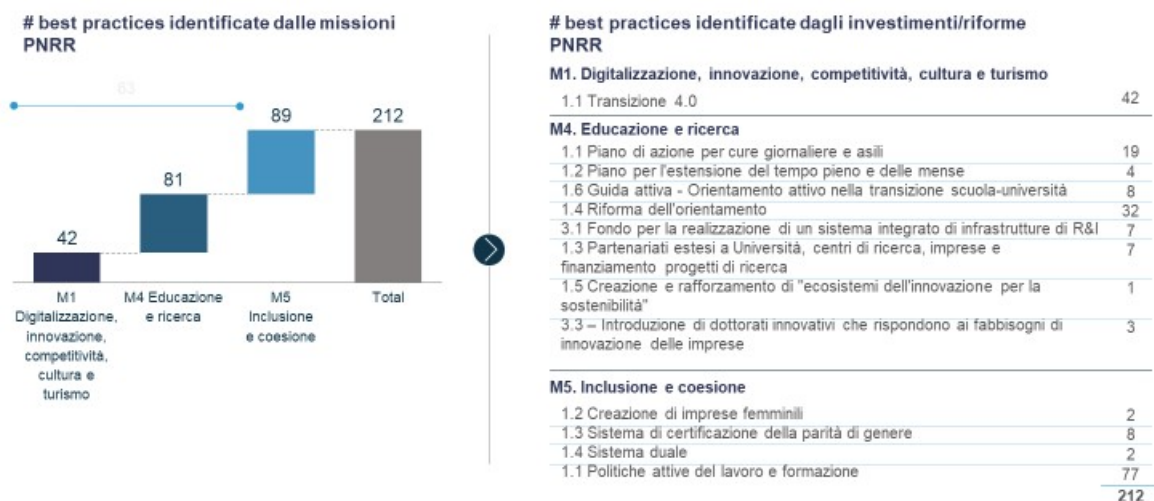 # best practices identificate dalle missioni
PNRR
63
42
81
89
212
M1
Digitalizzazione,
innovazione,
competitività,
cultura e
turismo
M4 Educazione
e ricerca
M5
Inclusione
e coesione
Total
# best practices identificate dagli investimenti/riforme
PNRR
M1. Digitalizzazione, innovazione, competitività, cultura e turismo
1.1 Transizione 4.0 42
M4. Educazione e ricerca
1.1 Piano di azione per cure giornaliere e asili 19
1.2 Piano per l'estensione del tempo pieno e delle mense 4
1.6 Guida attiva - Orientamento attivo nella transizione scuola-università 8
1.4 Riforma dell'orientamento 32
3.1 Fondo per la realizzazione di un sistema integrato di infrastrutture di R&I 7
1.3 Partenariati estesi a Università, centri di ricerca, imprese e 7
finanziamento progetti di ricerca
1.5 Creazione e rafforzamento di "ecosistemi dell'innovazione per la 1
sostenibilità"
3.3 – Introduzione di dottorati innovativi che rispondono ai fabbisogni di 3
innovazione delle imprese
M5. Inclusione e coesione
1.2 Creazione di imprese femminili 2
1.3 Sistema di certificazione della parità di genere 8
1.4 Sistema duale 2
1.1 Politiche attive del lavoro e formazione 77
212